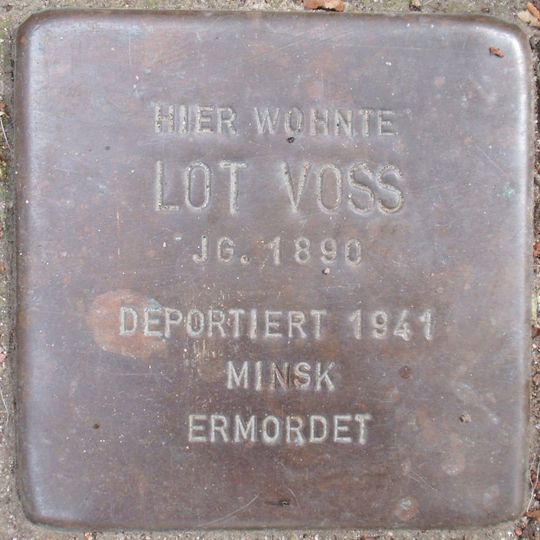 HIER WOHNTE
LOT VOSS
JG. 1890
DEPORTIERT 1941
MINSK
ERMORDET